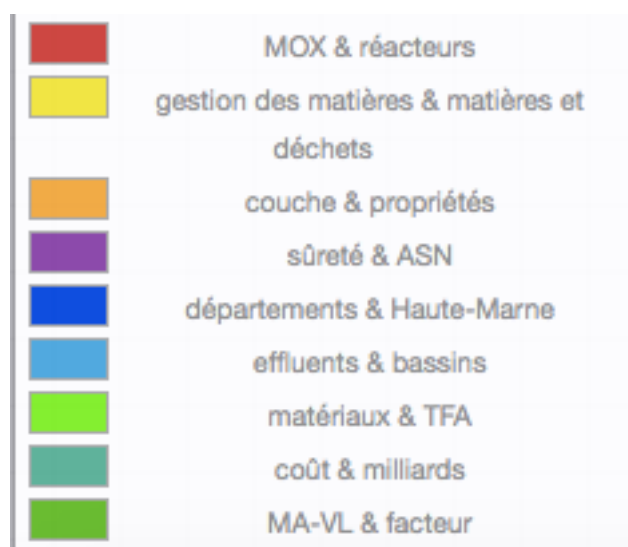 MOX & réacteurs
gestion des matières & matières et
déchets
couche & propriétés
sûreté & ASN
départements & Haute-Marne
effluents & bassins
matériaux & TFA
coût & milliards
MA-VL & facteur